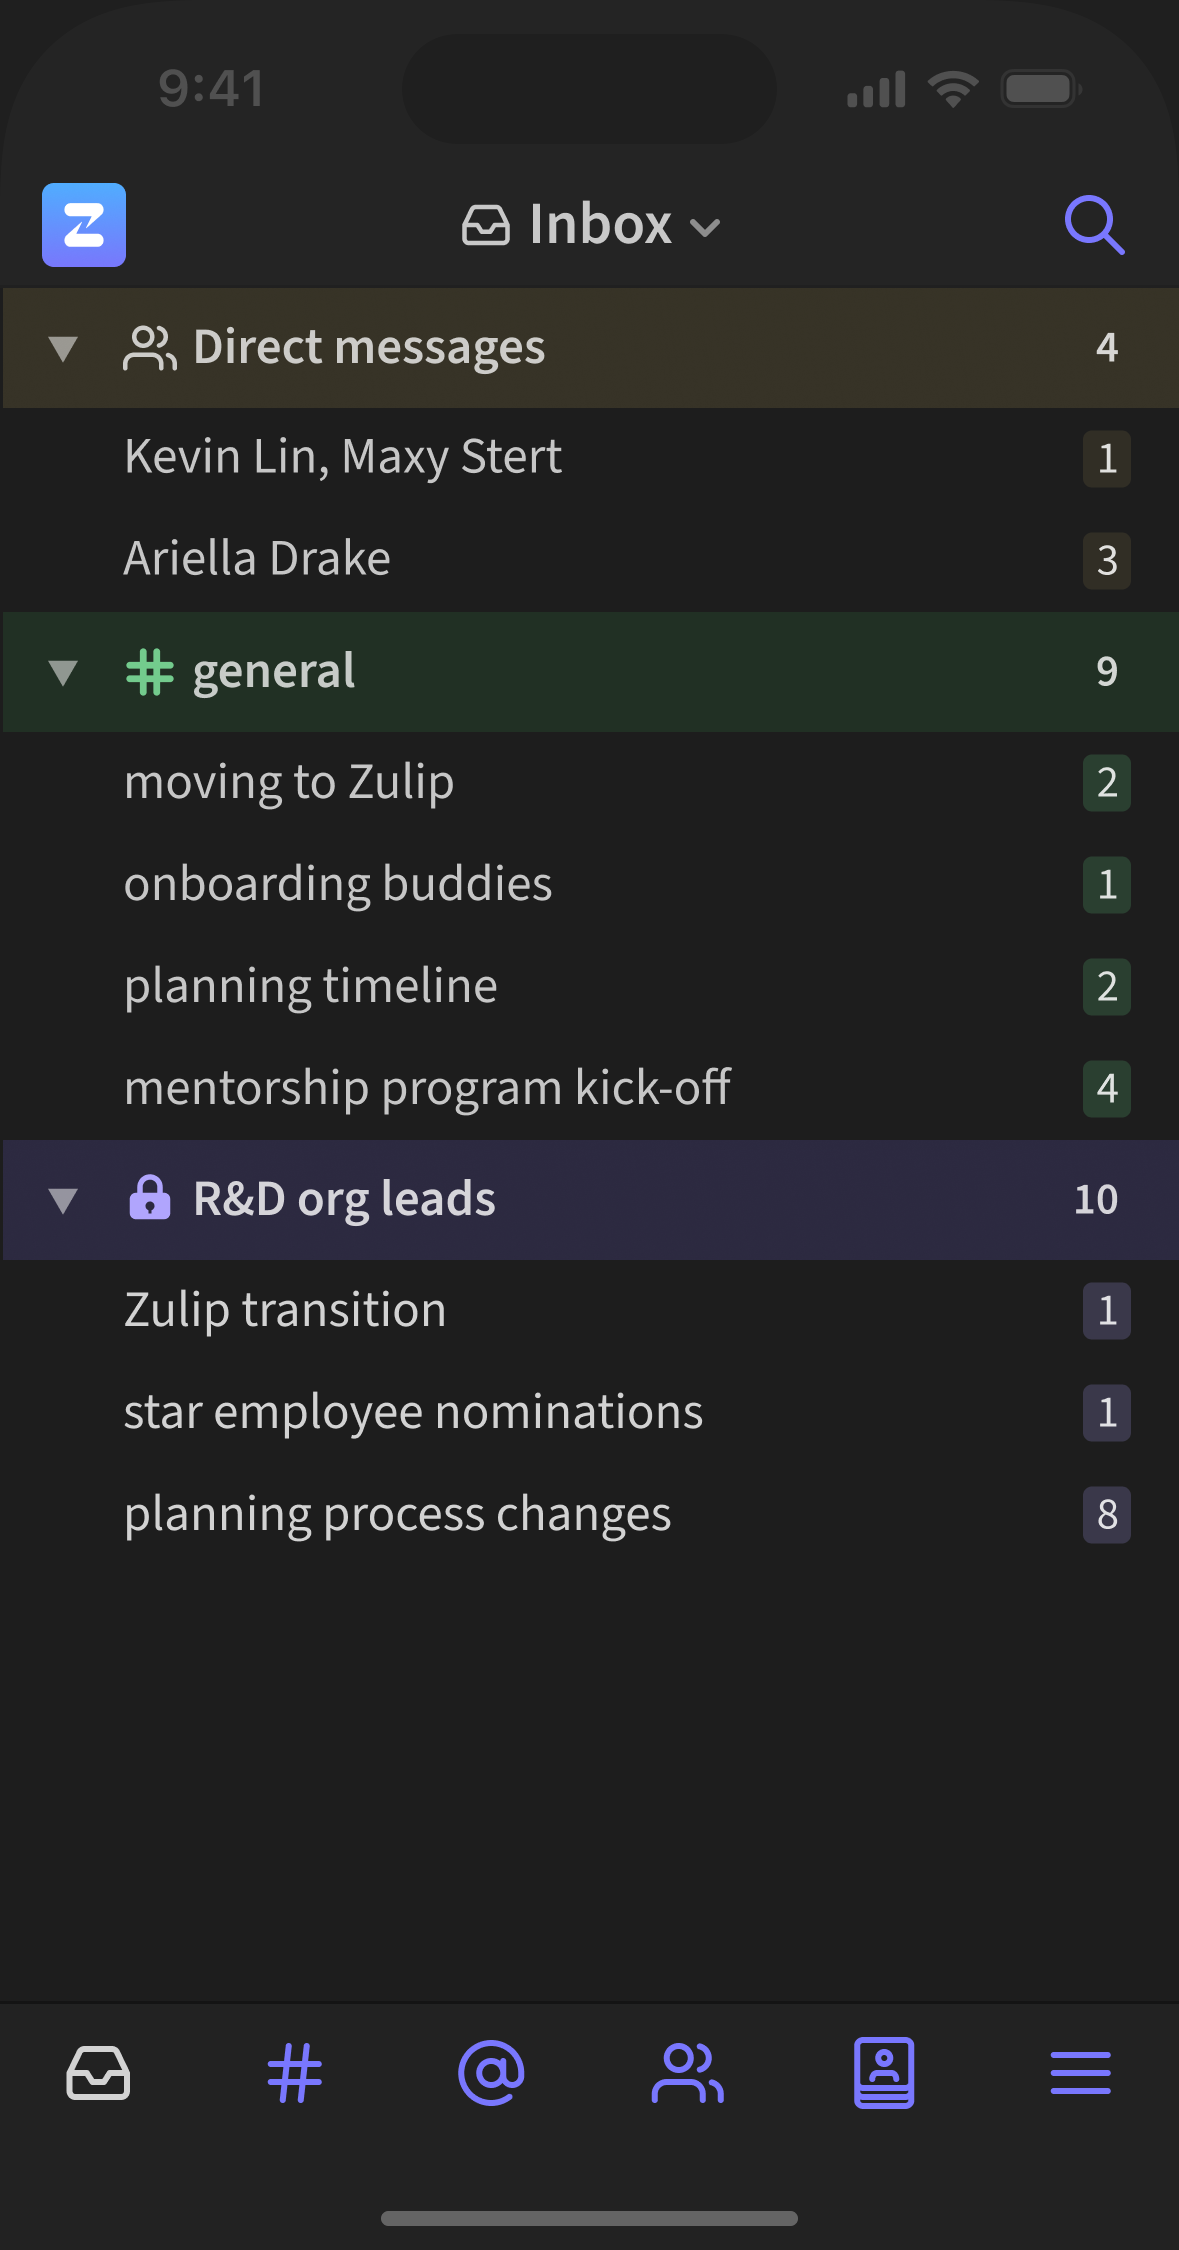 9:41
Inbox
Direct messages 4
Kevin Lin, Maxy Stert 1
Ariella Drake 3
general 9
moving to Zulip 2
onboarding buddies 1
planning timeline 2
mentorship program kick-off 4
R&D org leads 10
Zulip transition 1
star employee nominations 1
planning process changes 8